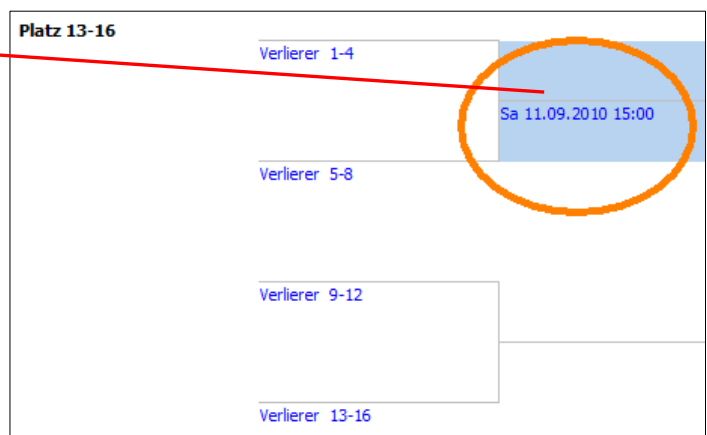 Platz 13-16
Verlierer 1-4
Sa 11.09.2010 15:00
Verlierer 5-8
Verlierer 9-12
Verlierer 13-16